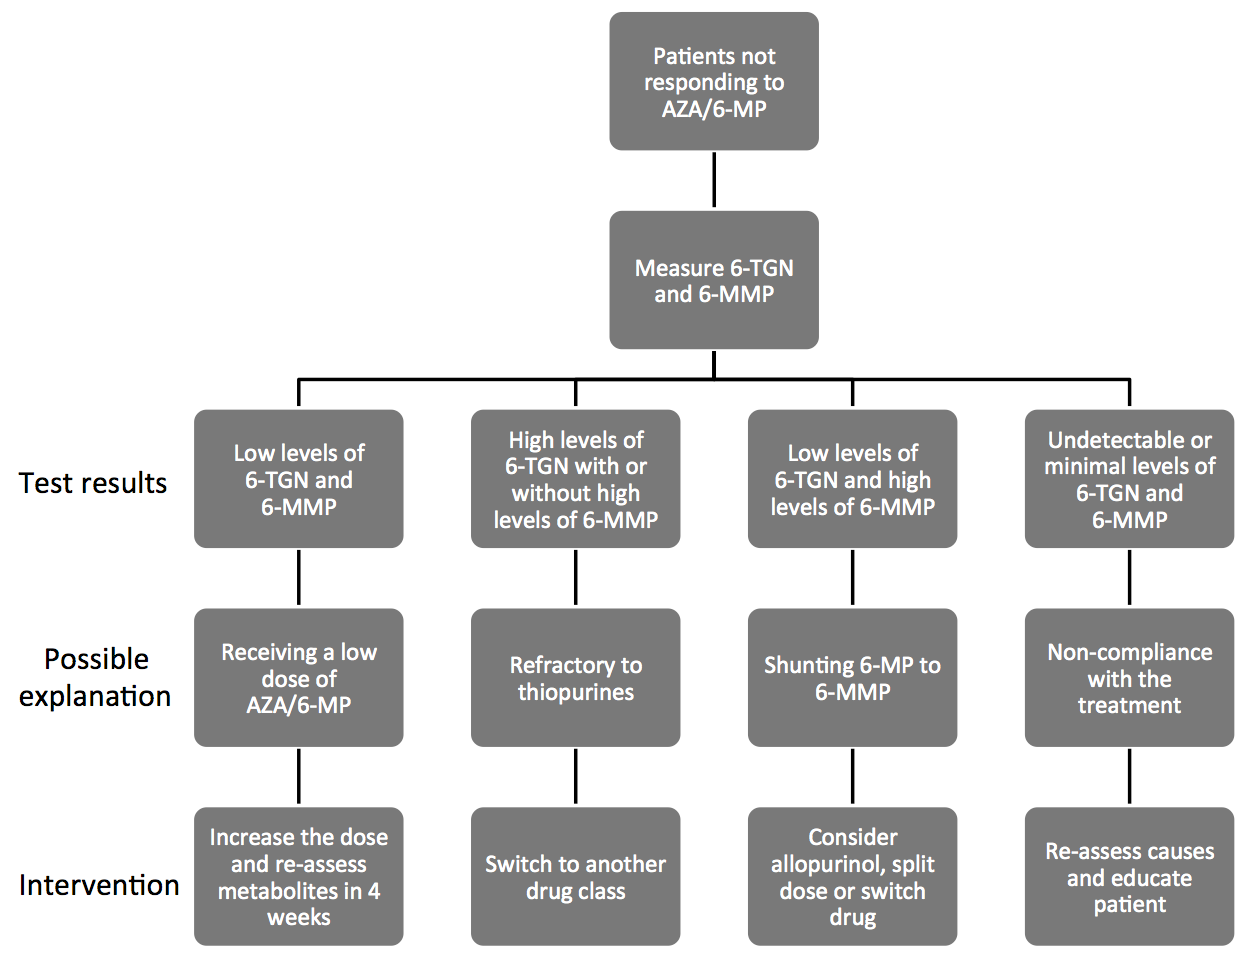 Patients not
responding to
AZA/6-MP
Measure 6-TGN
and 6-MMP
Test results
Low levels of
6-TGN and
6-MMP
High levels of
6-TGN with or
without high
levels of 6-MMP
Low levels of
6-TGN and high
levels of 6-MMP
Undetectable or
minimal levels of
6-TGN and
6-MMP
Possible
explanation
Receiving a low
dose of
AZA/6-MP
Refractory to
thiopurines
Shunting 6-MP to
6-MMP
Non-compliance
with the
treatment
Intervention
Increase the dose
and re-assess
metabolites in 4
weeks
Switch to another
drug class
Consider
allopurinol, split
dose or switch
drug
Re-assess causes
and educate
patient